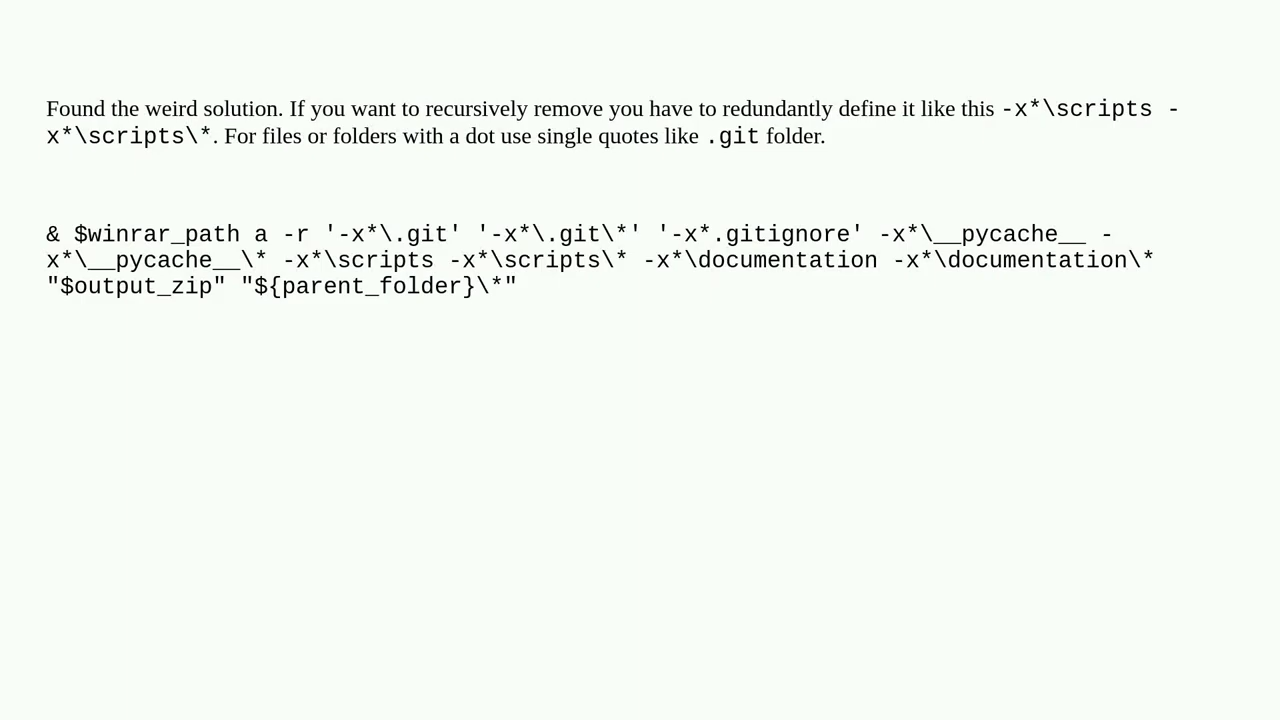 Found the weird solution. If you want to recursively remove you have to redundantly define it like this -x*\scripts -
x*\scripts\*. For files or folders with a dot use single quotes like .git folder.
& $winrar_path a -r '-x*\.git' '-x*\.git\*' '-x*.gitignore' -x*\__pycache__ -
x*\__pycache__\* -x*\scripts -x*\scripts\* -x*\documentation -x*\documentation\*
"$output_zip" "${parent_folder}\*"